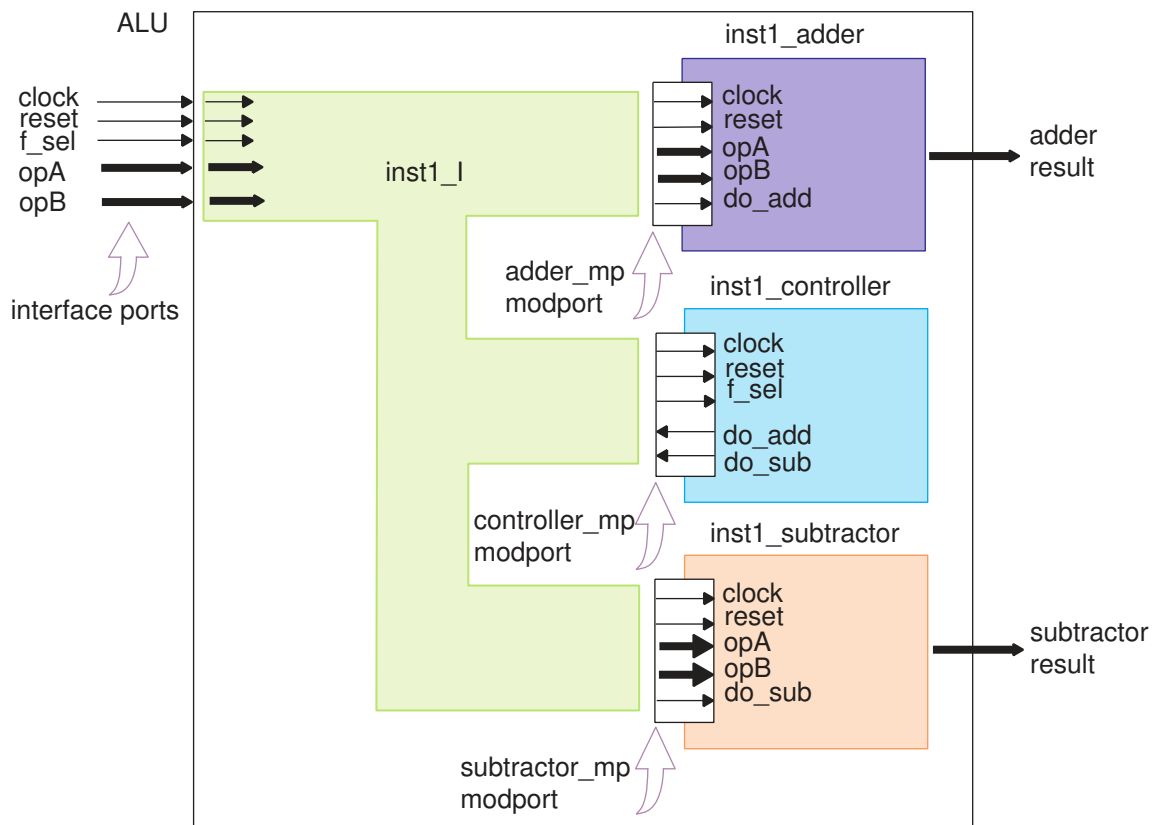 ALU
clock
reset
f_sel
opA
opB
interface ports
inst1_I
inst1_adder
clock
reset
opA
opB
do_add
adder_mp
modport
adder
result
inst1_controller
clock
reset
f_sel
do_add
do_sub
controller_mp
modport
inst1_subtractor
clock
reset
opA
opB
do_sub
subtractor_mp
modport
subtractor
result